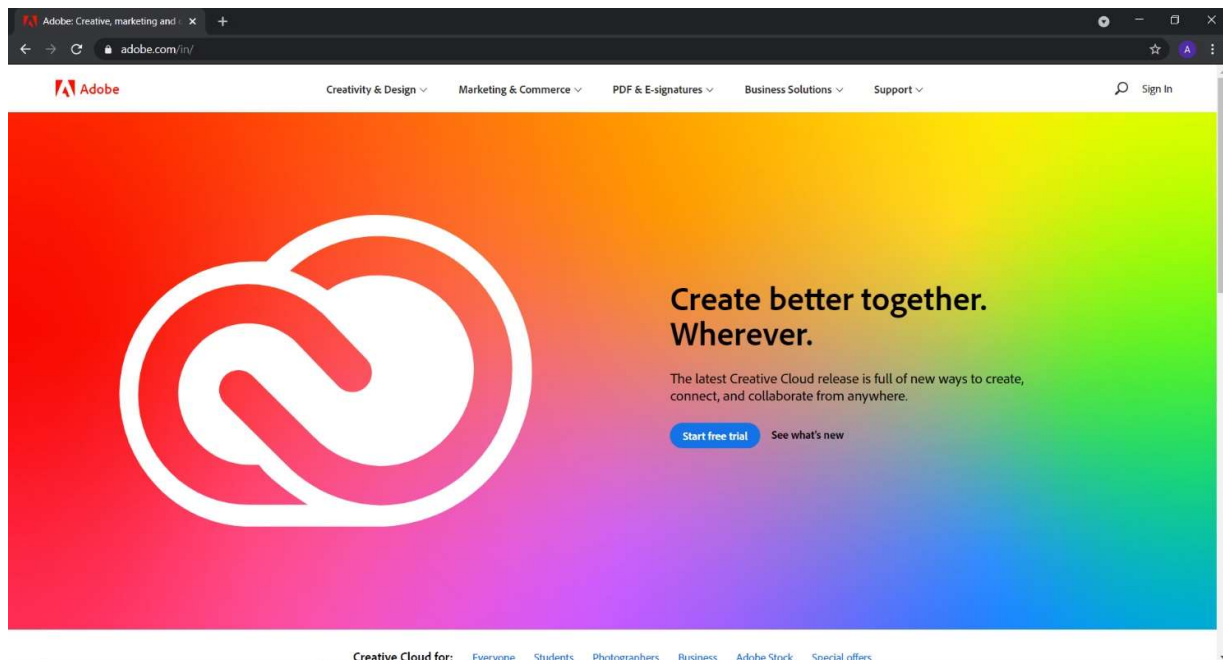 Adobe: Creative, marketing and
adobe.com/in/
A
Adobe
Creativity & Design
Marketing & Commerce
PDF & E-signatures
Business Solutions
Support
Sign In
Create better together.
Wherever.
The latest Creative Cloud release is full of new ways to create,
connect, and collaborate from anywhere.
Start free trial
See what's new
Creative Cloud for: Everyone Students Photographers Business Adobe Stock Special offers